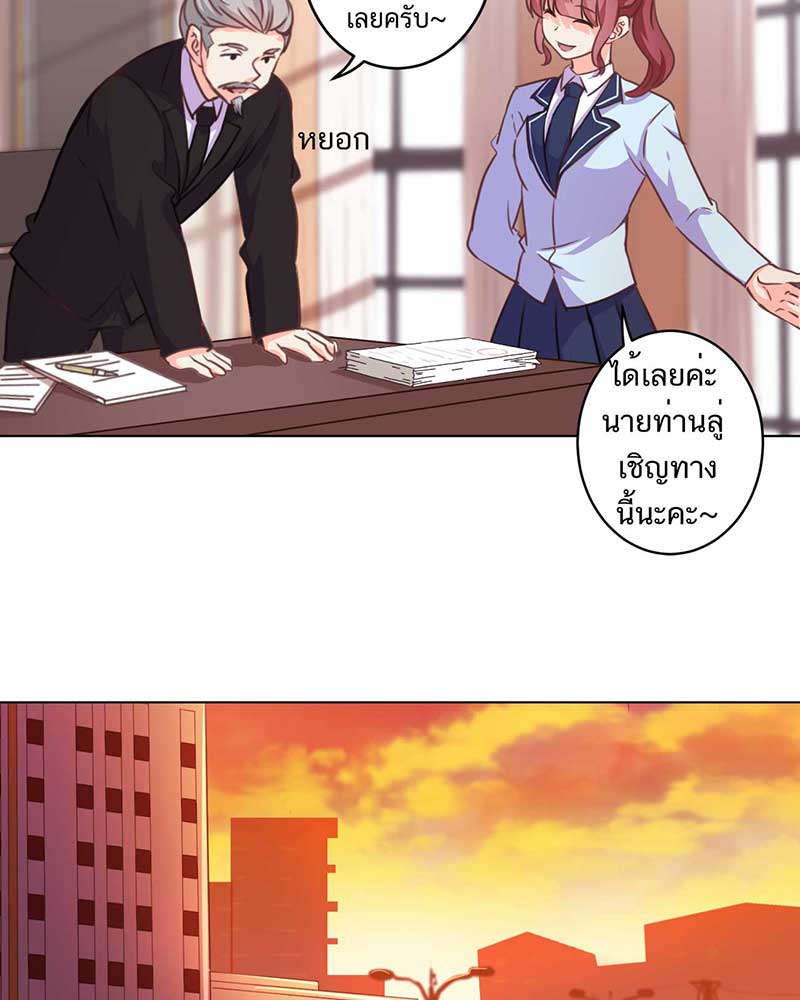 เลยครับ~
หยอก
ได้เลยค่ะ
นายท่านลู่
เชิญทาง
นี้นะคะ~